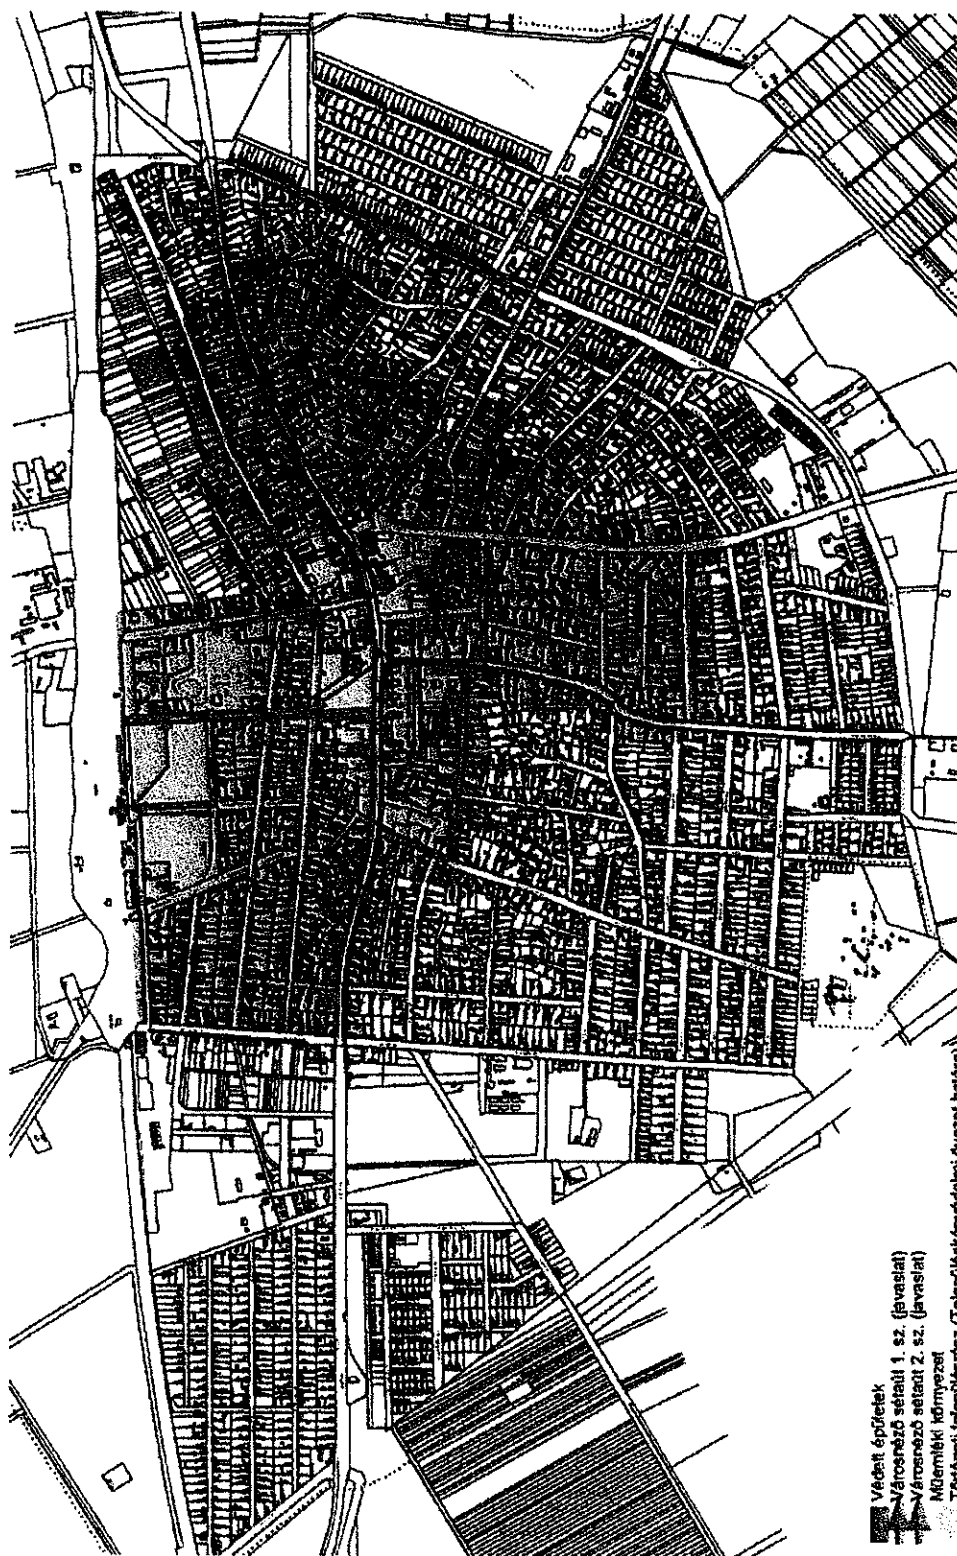 Védett épületek
Városnéző sétaút 1. sz. (javaslat)
Városnéző sétaút 2. sz. (javaslat)
Műemléki környezet